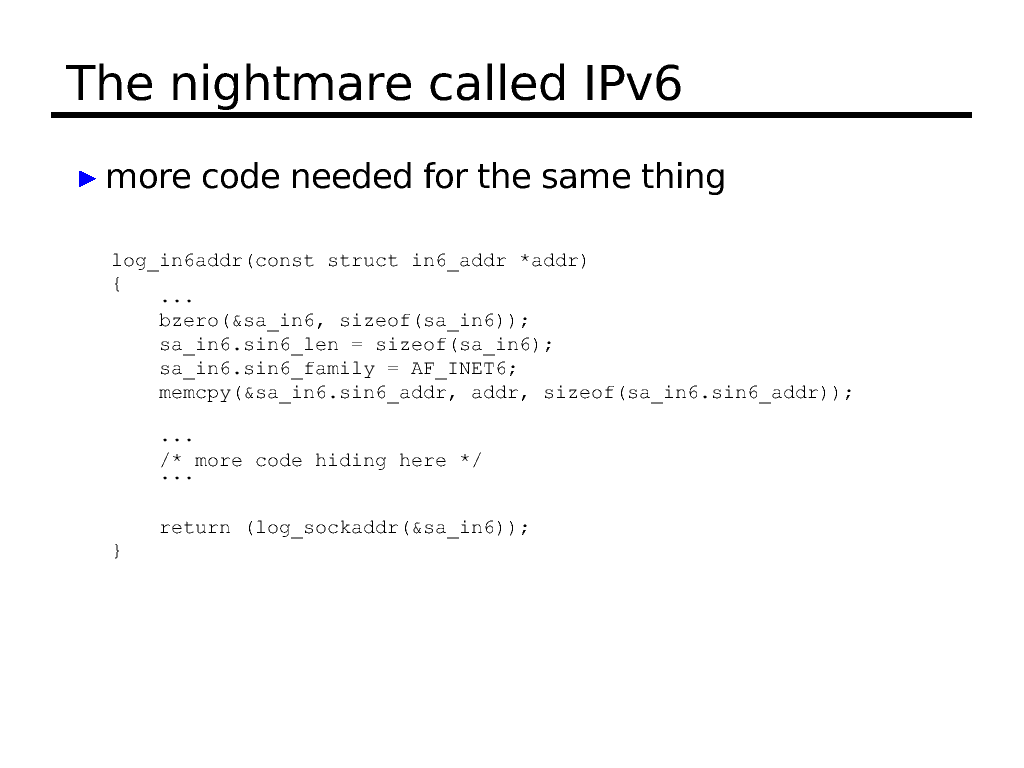 The nightmare called IPv6
▶ more code needed for the same thing
log_in6addr(const struct in6_addr *addr)
{
    ...
    bzero(&sa_in6, sizeof(sa_in6));
    sa_in6.sin6_len = sizeof(sa_in6);
    sa_in6.sin6_family = AF_INET6;
    memcpy(&sa_in6.sin6_addr, addr, sizeof(sa_in6.sin6_addr));
    ...
    /* more code hiding here */
    ...
    return (log_sockaddr(&sa_in6));
}